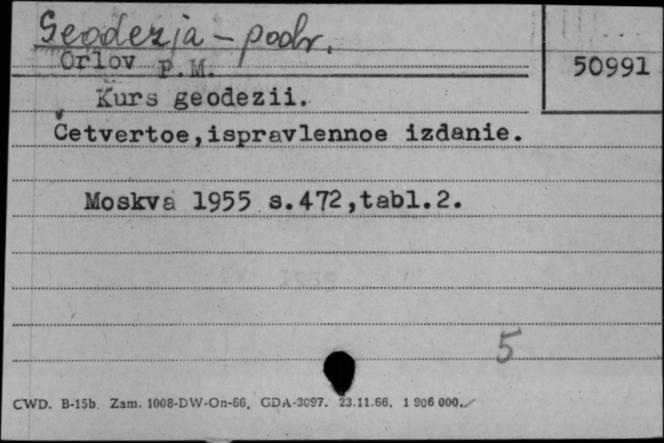 Geodezja - podr.
Orlov P.M.
50991
Kurs geodezii.
Četvertoe,ispravlennoe izdanie.
Moskva 1955 s.472,tabl.2.
5
CWD. B-15b. Zam. 1008-DW-On-66. GDA-3097. 23.11.66. 1 906 000.